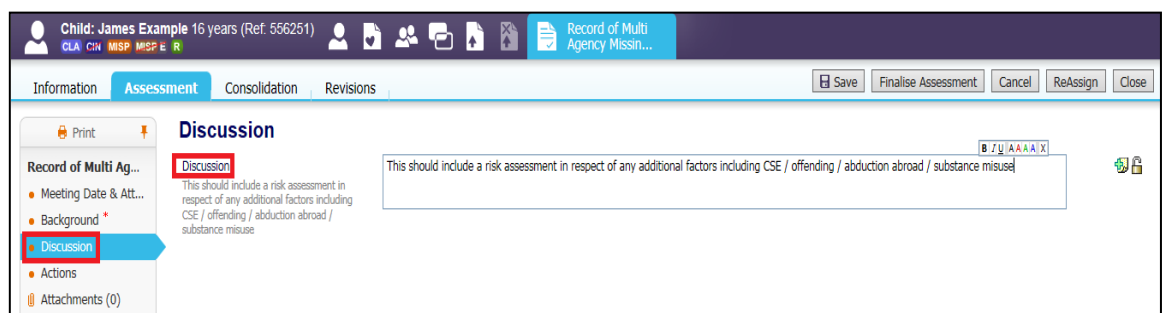 Child: James Example 16 years (Ref: 556251)
CLA CIN MISP MISP E R
Record of Multi
Agency Missin...
Information Assessment Consolidation Revisions
Save Finalise Assessment Cancel ReAssign Close
Print
Record of Multi Ag...
Meeting Date & Att...
Background *
Discussion
Actions
Attachments (0)
Discussion
Discussion
This should include a risk assessment in
respect of any additional factors including
CSE / offending / abduction abroad /
substance misuse
B I U A A A A X
This should include a risk assessment in respect of any additional factors including CSE / offending / abduction abroad / substance misuse